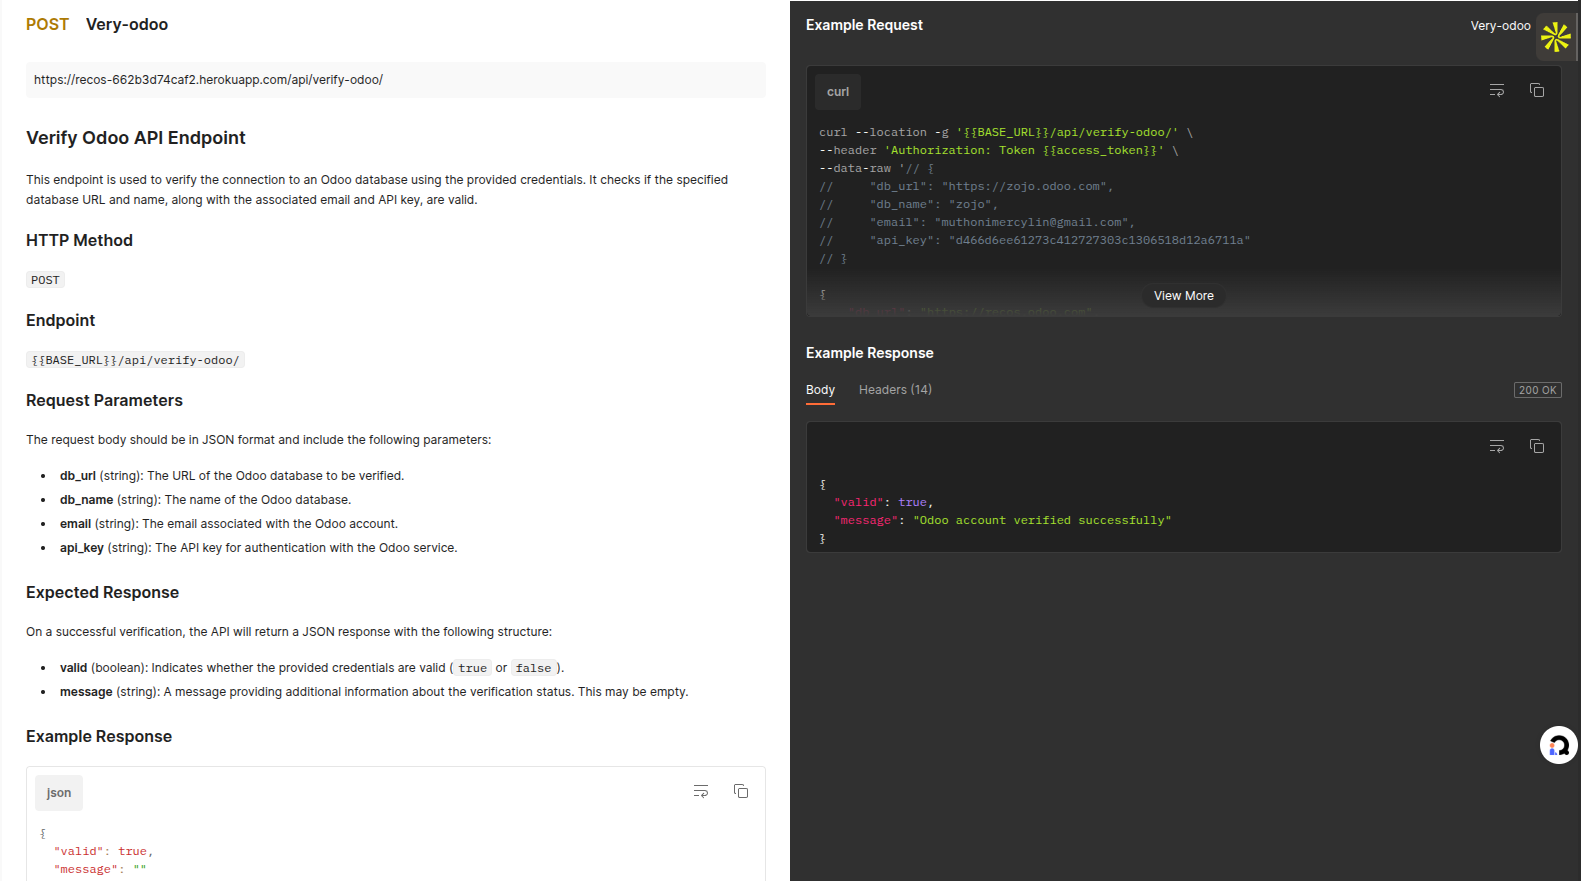 POST Very-odoo
https://recos-662b3d74caf2.herokuapp.com/api/verify-odoo/
Verify Odoo API Endpoint
This endpoint is used to verify the connection to an Odoo database using the provided credentials. It checks if the specified
database URL and name, along with the associated email and API key, are valid.
HTTP Method
POST
Endpoint
{{BASE_URL}}/api/verify-odoo/
Request Parameters
The request body should be in JSON format and include the following parameters:
• db_url (string): The URL of the Odoo database to be verified.
• db_name (string): The name of the Odoo database.
• email (string): The email associated with the Odoo account.
• api_key (string): The API key for authentication with the Odoo service.
Expected Response
On a successful verification, the API will return a JSON response with the following structure:
• valid (boolean): Indicates whether the provided credentials are valid ( true or false ).
• message (string): A message providing additional information about the verification status. This may be empty.
Example Response
json
{
"valid": true,
"message": ""
Example Request
Very-odoo
curl
curl --location -g '{{BASE_URL}}/api/verify-odoo/' \
--header 'Authorization: Token {{access_token}}' \
--data-raw '// {
// "db_url": "https://zojo.odoo.com",
// "db_name": "zojo",
// "email": "muthonimercylin@gmail.com",
// "api_key": "d466d6ee61273c412727303c1306518d12a6711a"
// }
{
"db_url": "https://recos.odoo.com"
View More
Example Response
Body Headers (14)
200 OK
{
"valid": true,
"message": "Odoo account verified successfully"
}